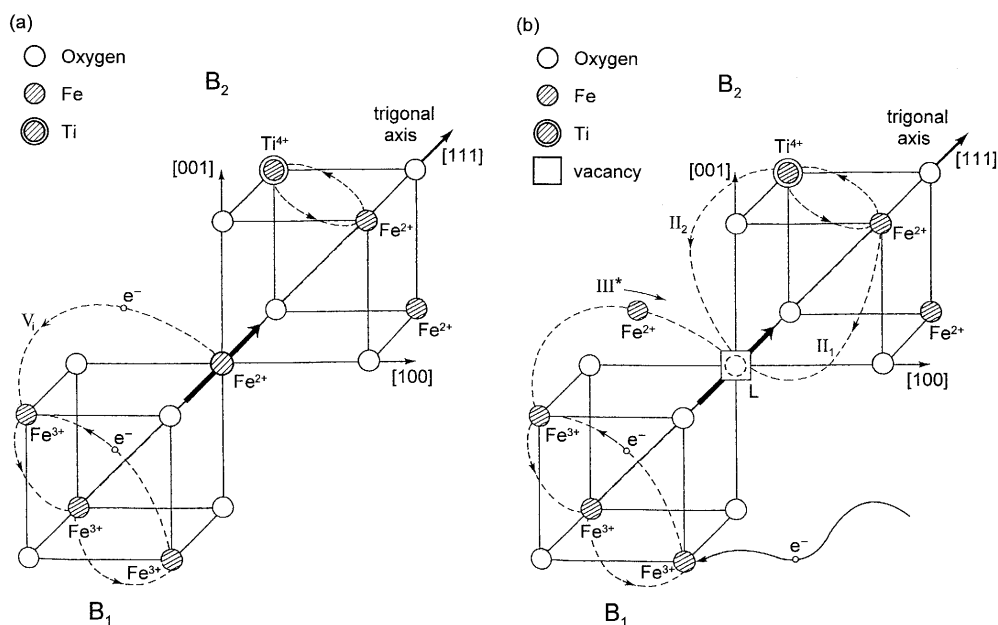 (a)
Oxygen
Fe
Ti
B₂
trigonal
axis
[111]
Ti⁴⁺
[001]
Fe²⁺
e⁻
Vᵢ
Fe²⁺
Fe²⁺
[100]
Fe³⁺
e⁻
Fe³⁺
Fe³⁺
B₁
(b)
Oxygen
Fe
Ti
vacancy
B₂
trigonal
axis
[111]
Ti⁴⁺
[001]
II₂
Fe²⁺
III*
Fe²⁺
Fe²⁺
II₁
L
[100]
Fe³⁺
e⁻
Fe³⁺
Fe³⁺
e⁻
B₁